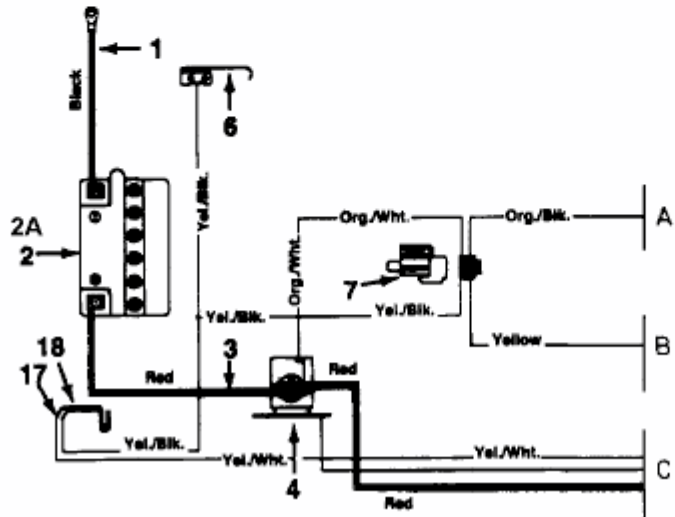 1
Black
6
2A
2
Yel./Blk.
Org./Wht.
Org./Blk.
A
Org./Wht.
7
Yel./Blk.
Yel./Blk.
Yellow
B
18
17
3
Red
Red
4
Yel./Blk.
Yel./Wht.
Yel./Wht.
C
Red